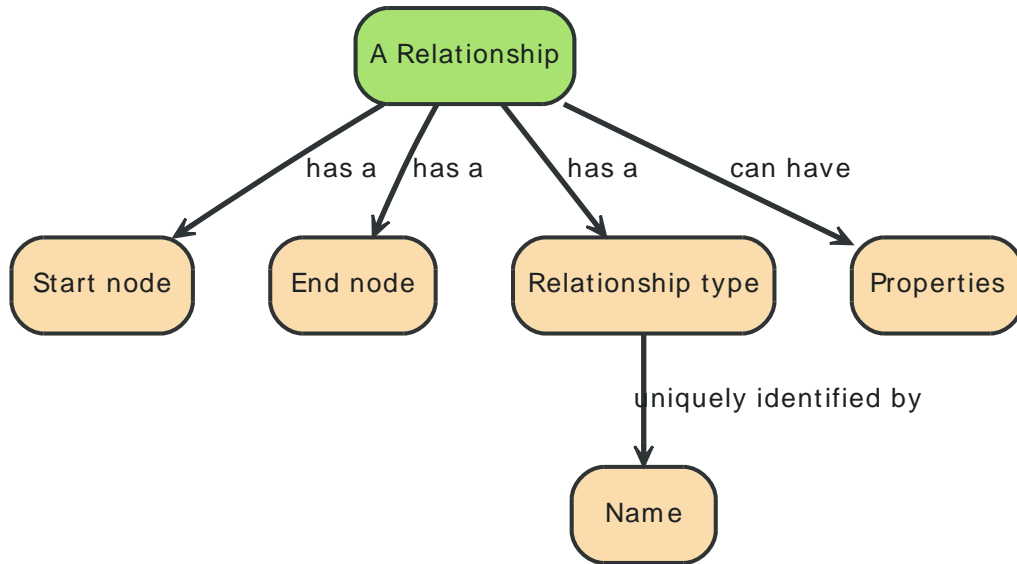 A Relationship
has a
has a
has a
can have
Start node
End node
Relationship type
Properties
uniquely identified by
Name